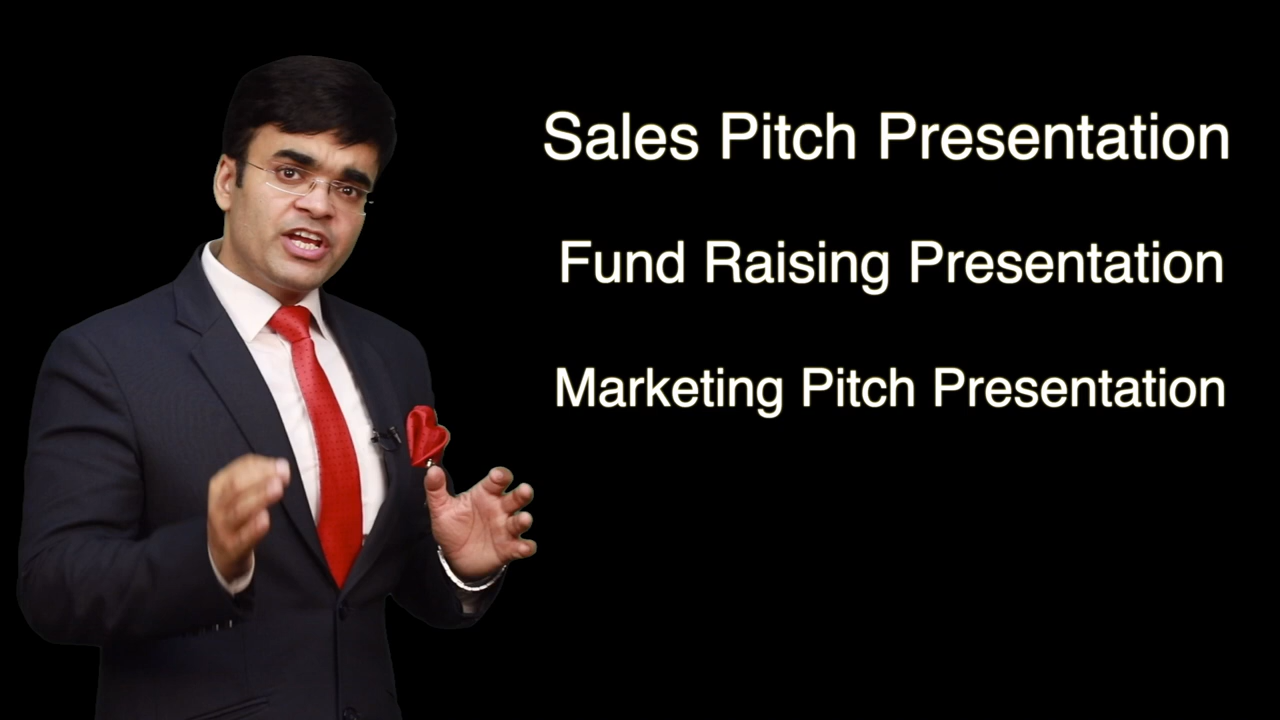 Sales Pitch Presentation
Fund Raising Presentation
Marketing Pitch Presentation